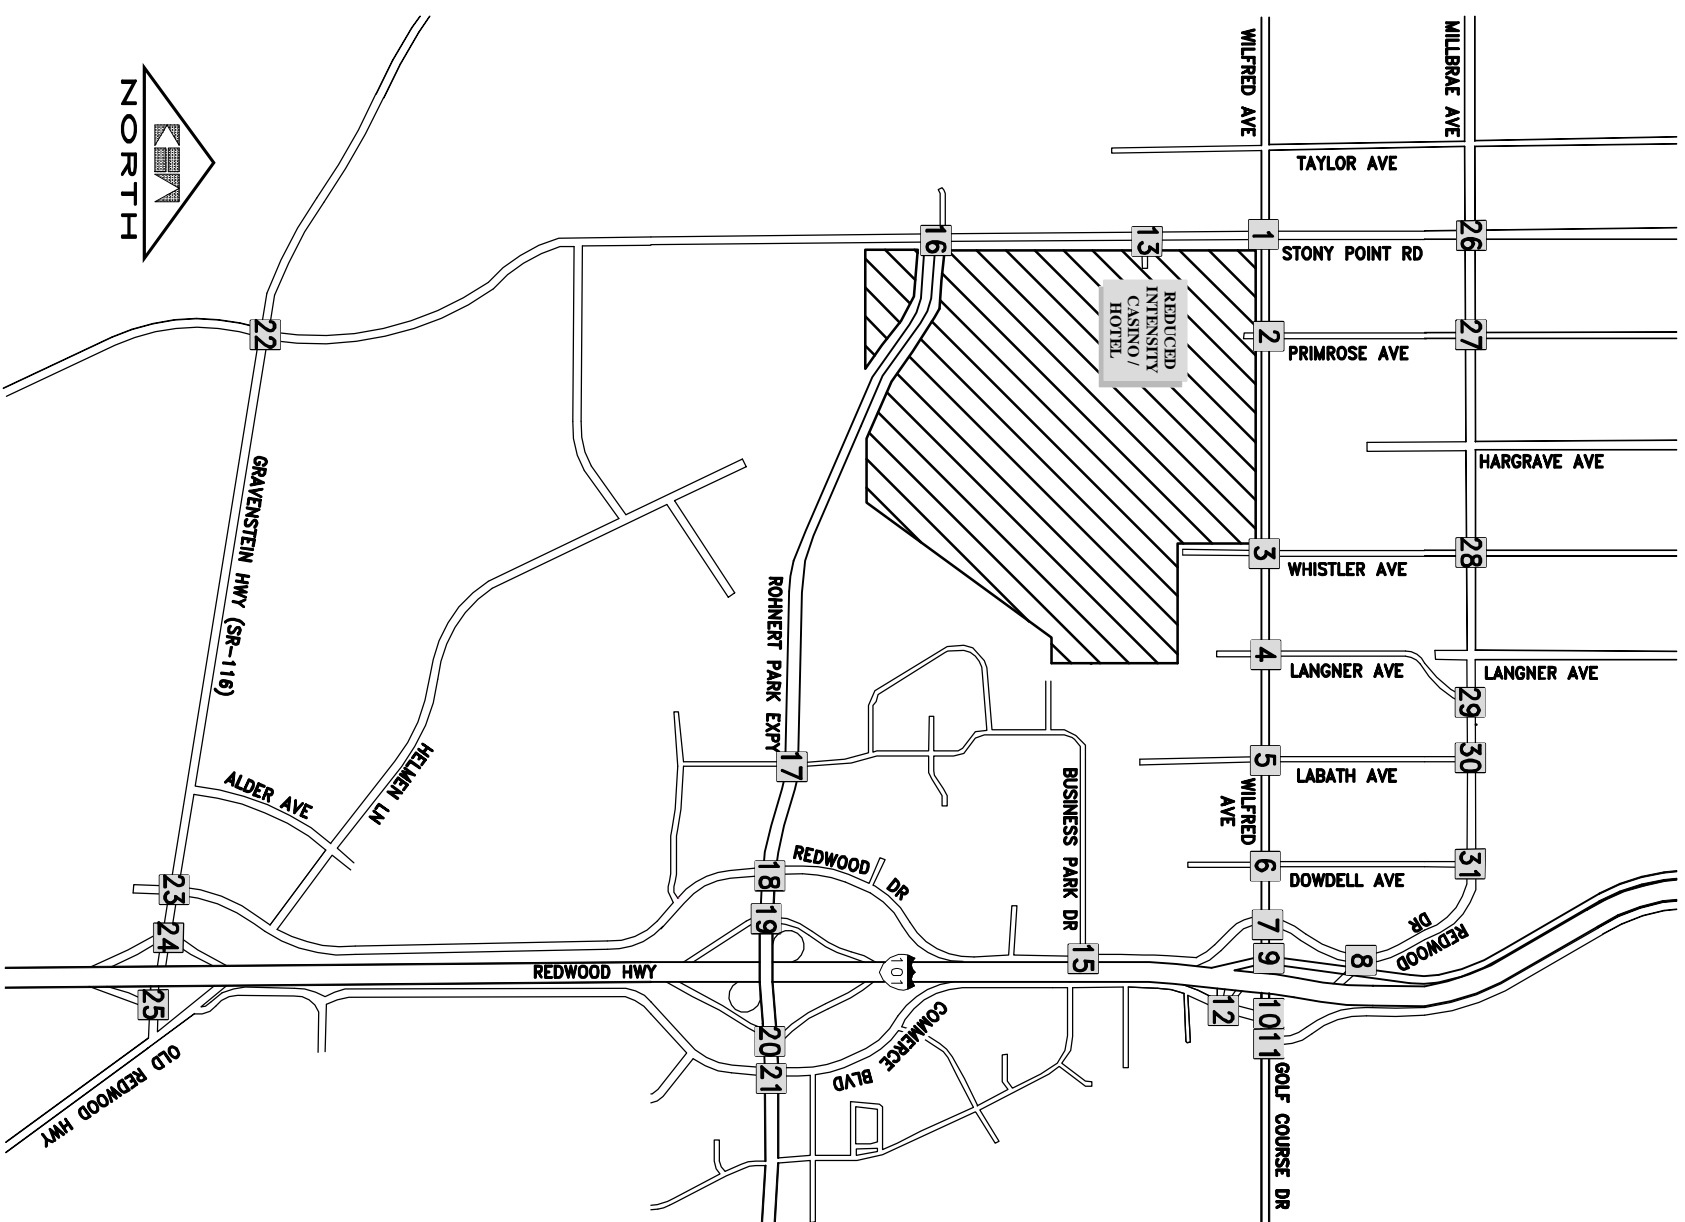 WILFRED AVE
MILLBRAE AVE
TAYLOR AVE
NORTH
1
26
STONY POINT RD
16
13
REDUCED
INTENSITY
CASINO /
HOTEL
22
2
PRIMROSE AVE
27
HARGRAVE AVE
GRAVENSTEIN HWY (SR-116)
3
WHISTLER AVE
28
ROHNERT PARK EXPY
4
LANGNER AVE
LANGNER AVE
29
17
5
LABATH AVE
30
WILFRED
AVE
HELMEN LN
ALDER AVE
BUSINESS PARK DR
REDWOOD DR
18
6
DOWDELL AVE
31
23
19
7
REDWOOD
DR
24
15
9
8
REDWOOD HWY
101
25
12
10
11
COMMERCE
BLVD
20
21
OLD REDWOOD HWY
GOLF COURSE DR